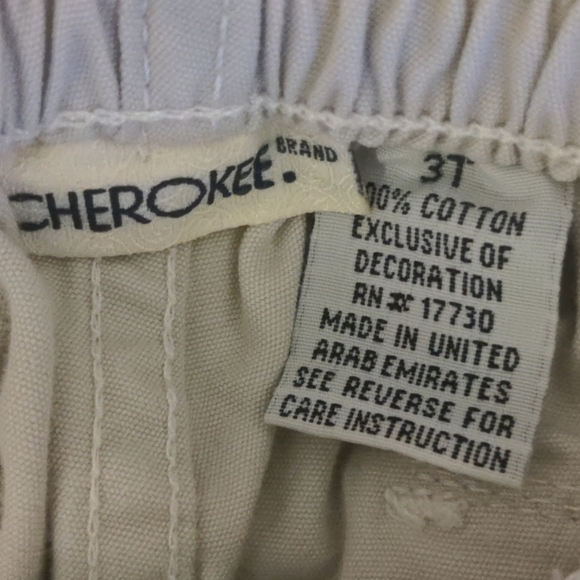 CHEROKEE.
BRAND
3T
100% COTTON
EXCLUSIVE OF
DECORATION
RN # 17730
MADE IN UNITED
ARAB EMIRATES
SEE REVERSE FOR
CARE INSTRUCTION